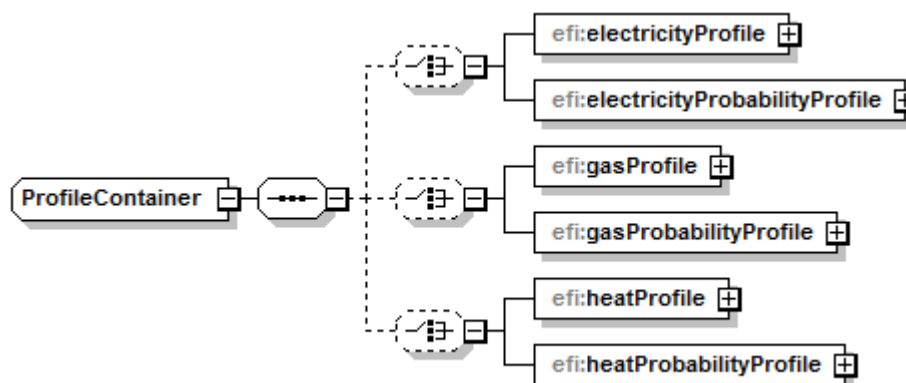 efi:electricityProfile
efi:electricityProbabilityProfile
efi:gasProfile
ProfileContainer
efi:gasProbabilityProfile
efi:heatProfile
efi:heatProbabilityProfile